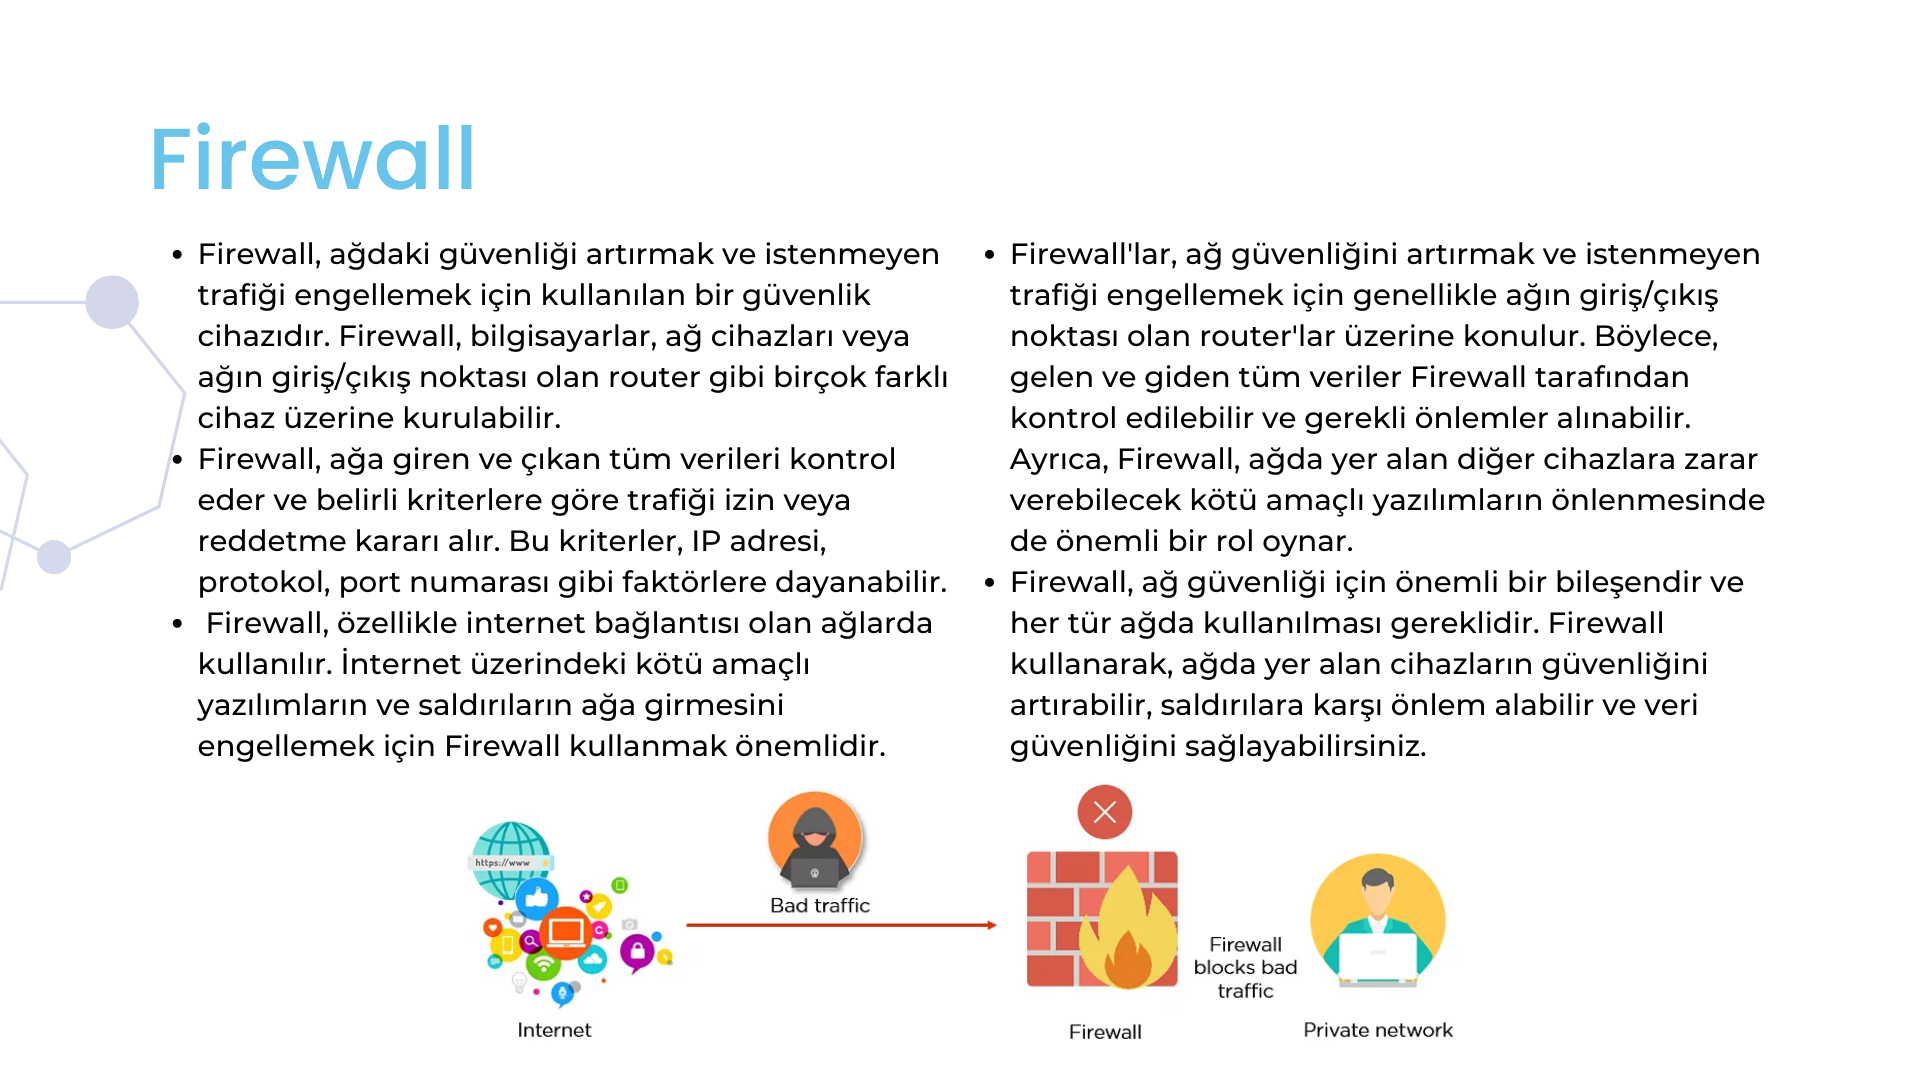 Firewall
• Firewall, ağdaki güvenliği artırmak ve istenmeyen
trafiği engellemek için kullanılan bir güvenlik
cihazıdır. Firewall, bilgisayarlar, ağ cihazları veya
ağın giriş/çıkış noktası olan router gibi birçok farklı
cihaz üzerine kurulabilir.
• Firewall, ağa giren ve çıkan tüm verileri kontrol
eder ve belirli kriterlere göre trafiği izin veya
reddetme kararı alır. Bu kriterler, IP adresi,
protokol, port numarası gibi faktörlere dayanabilir.
• Firewall, özellikle internet bağlantısı olan ağlarda
kullanılır. İnternet üzerindeki kötü amaçlı
yazılımların ve saldırıların ağa girmesini
engellemek için Firewall kullanmak önemlidir.
• Firewall'lar, ağ güvenliğini artırmak ve istenmeyen
trafiği engellemek için genellikle ağın giriş/çıkış
noktası olan router'lar üzerine konulur. Böylece,
gelen ve giden tüm veriler Firewall tarafından
kontrol edilebilir ve gerekli önlemler alınabilir.
Ayrıca, Firewall, ağda yer alan diğer cihazlara zarar
verebilecek kötü amaçlı yazılımların önlenmesinde
de önemli bir rol oynar.
• Firewall, ağ güvenliği için önemli bir bileşendir ve
her tür ağda kullanılması gereklidir. Firewall
kullanarak, ağda yer alan cihazların güvenliğini
artırabilir, saldırılara karşı önlem alabilir ve veri
güvenliğini sağlayabilirsiniz.
https://www
Bad traffic
Firewall
blocks bad
traffic
Internet
Firewall
Private network